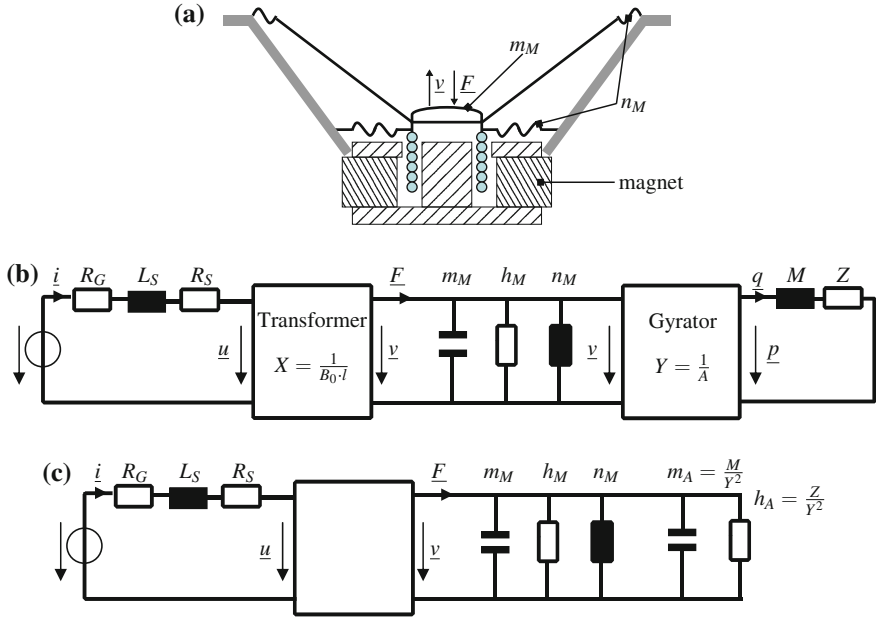 (a)
m_M
v F
n_M
magnet
(b)
i R_G L_S R_S
F m_M h_M n_M
q M Z
Transformer
X = 1/(B_0·l)
u v
Gyrator
Y = 1/A
v p
(c)
i R_G L_S R_S
F m_M h_M n_M m_A = M/Y^2
h_A = Z/Y^2
u v